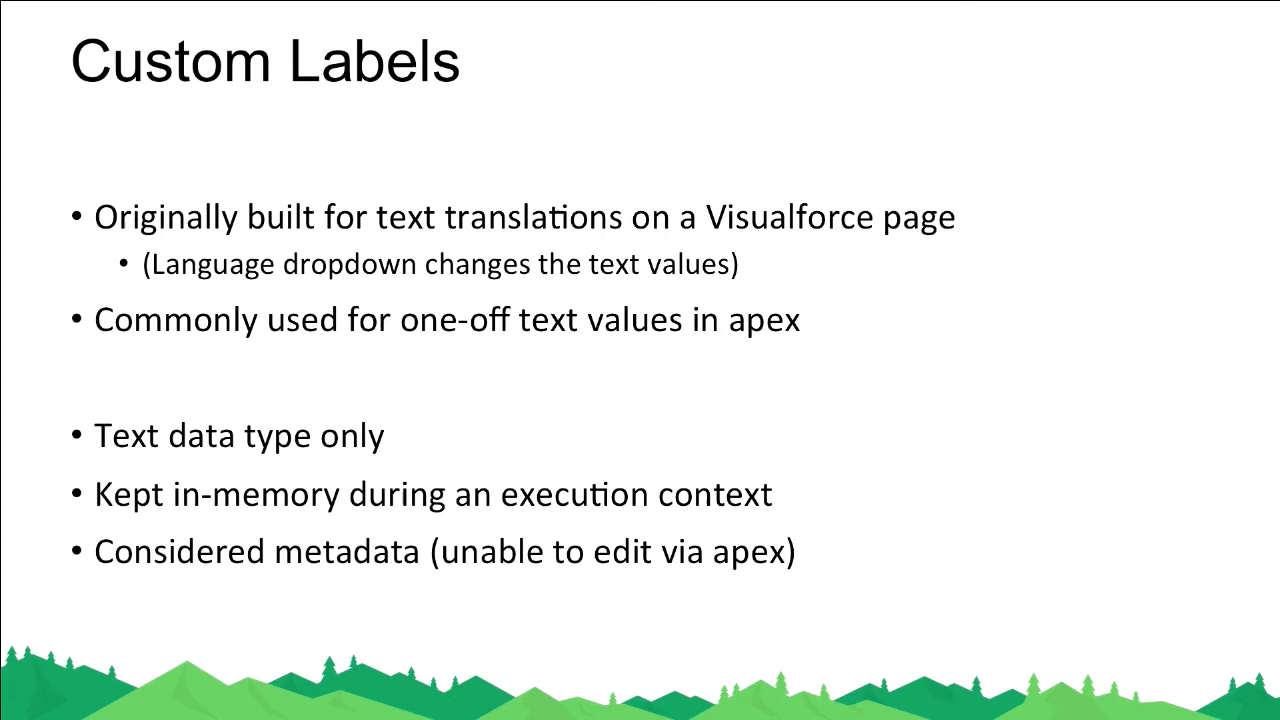 Custom Labels
• Originally built for text translations on a Visualforce page
• (Language dropdown changes the text values)
• Commonly used for one-off text values in apex
• Text data type only
• Kept in-memory during an execution context
• Considered metadata (unable to edit via apex)